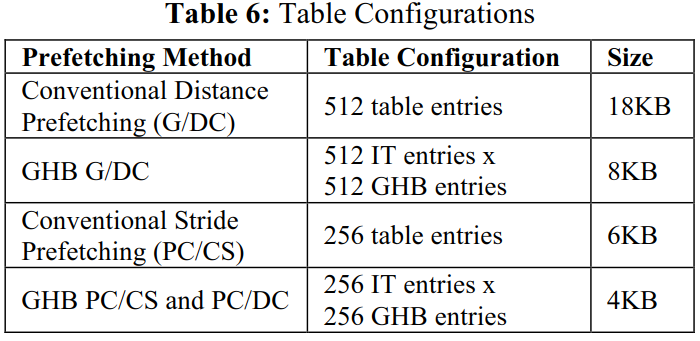 Table 6: Table Configurations
Prefetching Method Table Configuration Size
Conventional Distance
Prefetching (G/DC) 512 table entries 18KB
GHB G/DC 512 IT entries x
512 GHB entries 8KB
Conventional Stride
Prefetching (PC/CS) 256 table entries 6KB
GHB PC/CS and PC/DC 256 IT entries x
256 GHB entries 4KB